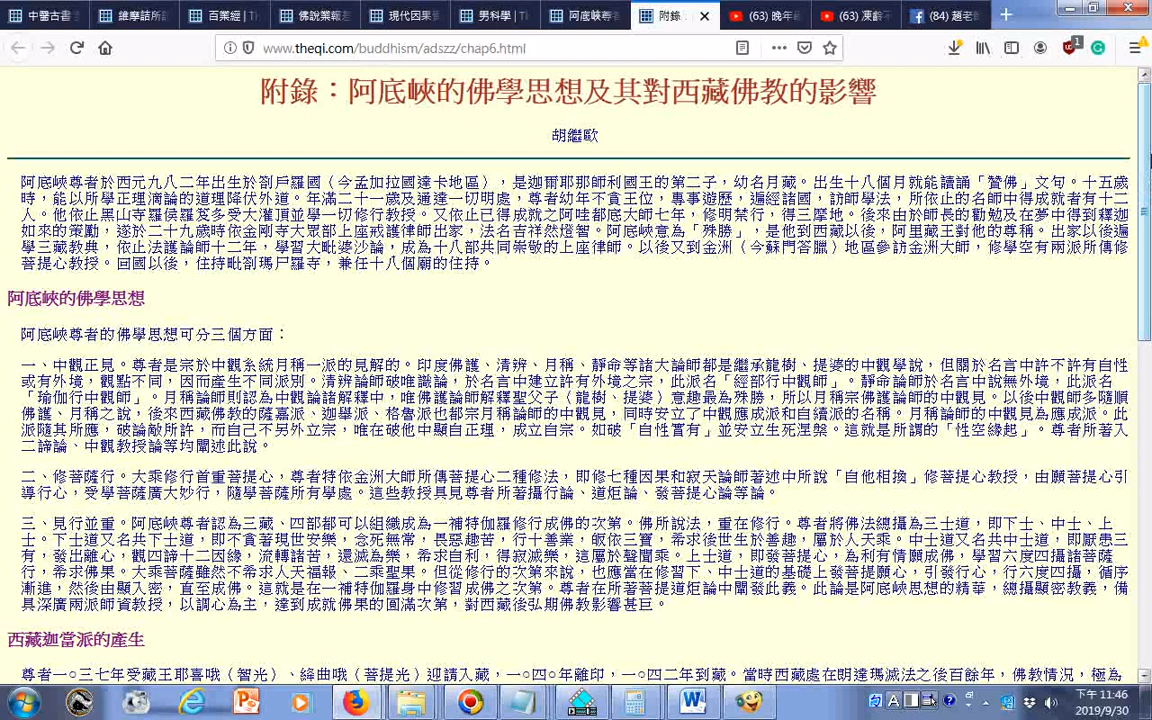 中醫古書
維摩詰所
百業經 | Th
佛說業報差
現代因果
男科學 | T
阿底峽尊者
附錄
(63) 晚年
(63) 凍齡
(84) 趙老
www.theqi.com/buddhism/adszz/chap6.html
附錄：阿底峽的佛學思想及其對西藏佛教的影響
胡繼歐
阿底峽尊者於西元九八二年出生於劄戶羅國（今孟加拉國達卡地區），是迦爾耶那師利國王的第二子，幼名月藏。出生十八個月就能讀誦「贊佛」文句。十五歲
時，能以所學正理滴論的道理降伏外道。年滿二十一歲及通達一切明處，尊者幼年不貪王位，專事遊歷，遍經諸國，訪師學法，所依止的名師中得成就者有十二
人。他依止黑山寺羅侯羅笈多受大灌頂並學一切修行教授。又依止已得成就之阿哇都底大師七年，修明禁行，得三摩地。後來由於師長的勸勉及在夢中得到釋迦
如來的策勵，遂於二十九歲時依金剛寺大眾部上座戒護律師出家，法名吉祥然燈智。阿底峽意為「殊勝」，是他到西藏以後，阿里藏王對他的尊稱。出家以後遍
學三藏教典，依止法護論師十二年，學習大毗婆沙論，成為十八部共同崇敬的上座律師。以後又到金洲（今蘇門答臘）地區參訪金洲大師，修學空有兩派所傳修
菩提心教授。回國以後，住持毗劄瑪尸羅寺，兼任十八個廟的住持。
阿底峽的佛學思想
阿底峽尊者的佛學思想可分三個方面：
一、中觀正見。尊者是宗於中觀系統月稱一派的見解的。印度佛護、清辨、月稱、靜命等諸大論師都是繼承龍樹、提婆的中觀學說，但關於名言中許不許有自性
或有外境，觀點不同，因而產生不同派別。清辨論師破唯識論，於名言中建立許有外境之宗，此派名「經部行中觀師」。靜命論師於名言中說無外境，此派名
「瑜伽行中觀師」。月稱論師則認為中觀論諸解釋中，唯佛護論師解釋聖父子（龍樹、提婆）意趣最為殊勝，所以月稱宗佛護論師的中觀見。以後中觀師多隨順
佛護、月稱之說，後來西藏佛教的薩嘉派、迦舉派、格魯派也都宗月稱論師的中觀見，同時安立了中觀應成派和自續派的名稱。月稱論師的中觀見為應成派。此
派隨其所應，破論敵所許，而自己不另外立宗，唯在破他中顯自正理，成立自宗。如破「自性實有」並安立生死涅槃。這就是所謂的「性空緣起」。尊者所著入
二諦論、中觀教授論等均闡述此說。
二、修菩薩行。大乘修行首重菩提心，尊者特依金洲大師所傳菩提心二種修法，即修七種因果和寂天論師著述中所說「自他相換」修菩提心教授，由願菩提心引
導行心，受學菩薩廣大妙行，隨學菩薩所有學處。這些教授具見尊者所著攝行論、道炬論、發菩提心論等論。
三、見行並重。阿底峽尊者認為三藏、四部都可以組織成為一補特伽羅修行成佛的次第。佛所說法，重在修行。尊者將佛法總攝為三士道，即下士、中士、上
士。下士道又名共下士道，即不貪著現世安樂，念死無常，畏惡趣苦，行十善業，皈依三寶，希求後世生於善趣，屬於人天乘。中士道又名共中士道，即厭患三
有，發出離心，觀四諦十二因緣，流轉諸苦，還滅為樂，希求自利，得寂滅樂，這屬於聲聞乘。上士道，即發菩提心，為利有情願成佛，學習六度四攝諸菩薩
行，希求佛果。大乘菩薩雖然不希求人天福報、二乘聖果。但從修行的次第來說，也應當在修習下、中士道的基礎上發菩提願心，引發行心，行六度四攝，循序
漸進，然後由顯入密，直至成佛。這就是在一補特伽羅身中修習成佛之次第。尊者在所著菩提道炬論中闡發此義。此論是阿底峽思想的精華，總攝顯密教義，備
具深廣兩派師資教授，以調心為主，達到成就佛果的圓滿次第，對西藏後弘期佛教影響甚巨。
西藏迦當派的產生
尊者一○三七年受藏王耶喜哦（智光）、絳曲哦（菩提光）迎請入藏，一○四○年離印，一○四二年到藏。當時西藏處在朗達瑪滅法之後百餘年，佛教情況，極為
下午 11:46
2019/9/30